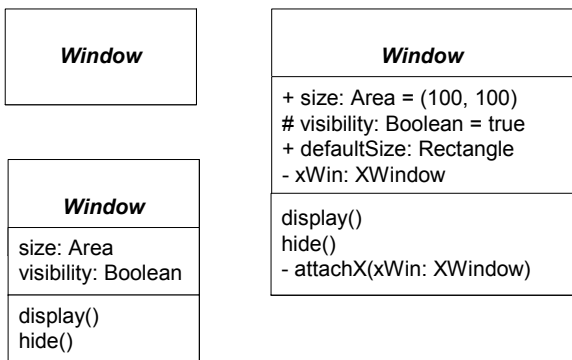 Window
Window
size: Area
visibility: Boolean
display()
hide()
Window
+ size: Area = (100, 100)
# visibility: Boolean = true
+ defaultSize: Rectangle
- xWin: XWindow
display()
hide()
- attachX(xWin: XWindow)